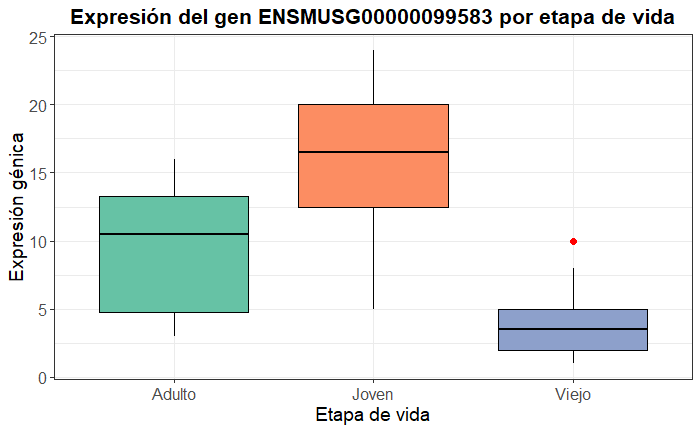 Expresión del gen ENSMUSG00000099583 por etapa de vida
Expresión génica
25
20
15
10
5
0
Adulto Joven Viejo
Etapa de vida